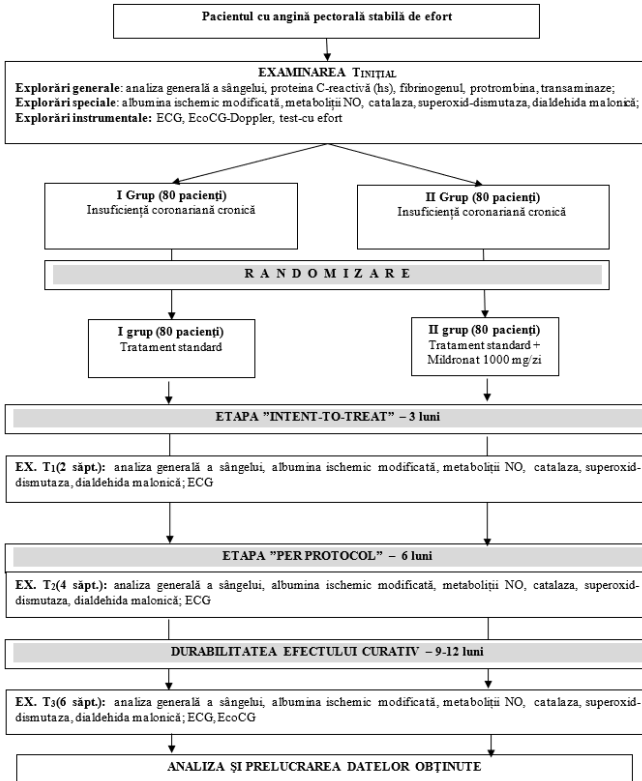 Pacientul cu angină pectorală stabilă de efort
EXAMINAREA TINIŢIAL
Explorări generale: analiza generală a sângelui, proteina C-reactivă (hs), fibrinogenul, protrombina, transaminaze;
Explorări speciale: albumina ischemic modificată, metaboliții NO, catalaza, superoxid-dismutaza, dialdehida malonică;
Explorări instrumentale: ECG, EcoCG-Doppler, test-cu efort
I Grup (80 pacienți)
Insuficiență coronariană cronică
II Grup (80 pacienți)
Insuficiență coronariană cronică
R A N D O M I Z A R E
I grup (80 pacienți)
Tratament standard
II grup (80 pacienți)
Tratament standard +
Mildronat 1000 mg/zi
ETAPA ”INTENT-TO-TREAT” – 3 luni
EX. T1(2 săpt.): analiza generală a sângelui, albumina ischemic modificată, metaboliții NO, catalaza, superoxid-
dismutaza, dialdehida malonică; ECG
ETAPA ”PER PROTOCOL” – 6 luni
EX. T2(4 săpt.): analiza generală a sângelui, albumina ischemic modificată, metaboliții NO, catalaza, superoxid-
dismutaza, dialdehida malonică; ECG
DURABILITATEA EFECTULUI CURATIV – 9-12 luni
EX. T3(6 săpt.): analiza generală a sângelui, albumina ischemic modificată, metaboliții NO, catalaza, superoxid-
dismutaza, dialdehida malonică; ECG, EcoCG
ANALIZA ŞI PRELUCRAREA DATELOR OBŢINUTE